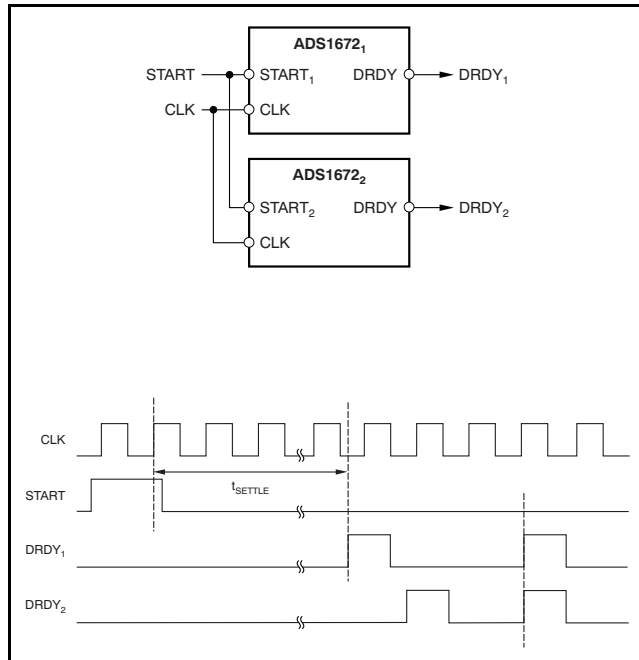 ADS1672₁
START START₁ DRDY DRDY₁
CLK CLK
ADS1672₂
START₂ DRDY DRDY₂
CLK
CLK
t_SETTLE
START
DRDY₁
DRDY₂